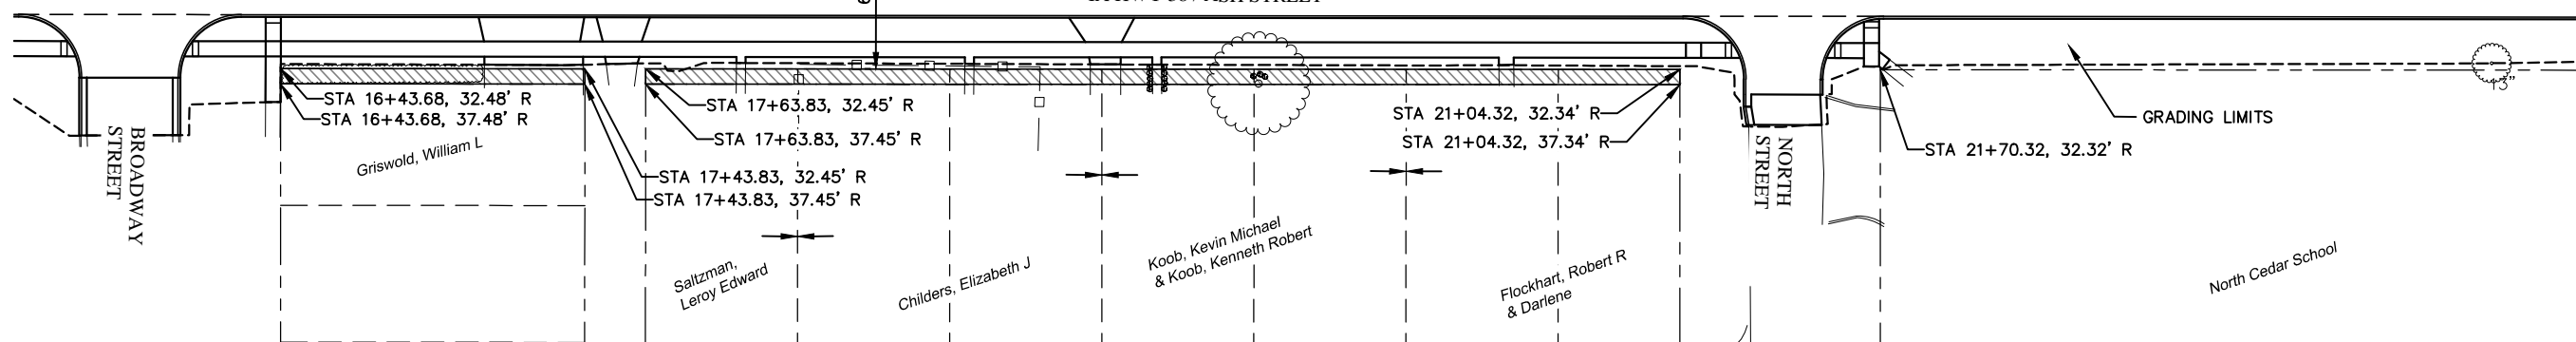 STA 16+43.68, 32.48' R
STA 16+43.68, 37.48' R
BROADWAY
STREET
Griswold, William L
STA 17+63.83, 32.45' R
STA 17+63.83, 37.45' R
STA 17+43.83, 32.45' R
STA 17+43.83, 37.45' R
Saltzman,
Leroy Edward
Childers, Elizabeth J
Koob, Kevin Michael
& Koob, Kenneth Robert
STA 21+04.32, 32.34' R
STA 21+04.32, 37.34' R
Flockhart, Robert R
& Darlene
NORTH
STREET
STA 21+70.32, 32.32' R
GRADING LIMITS
North Cedar School